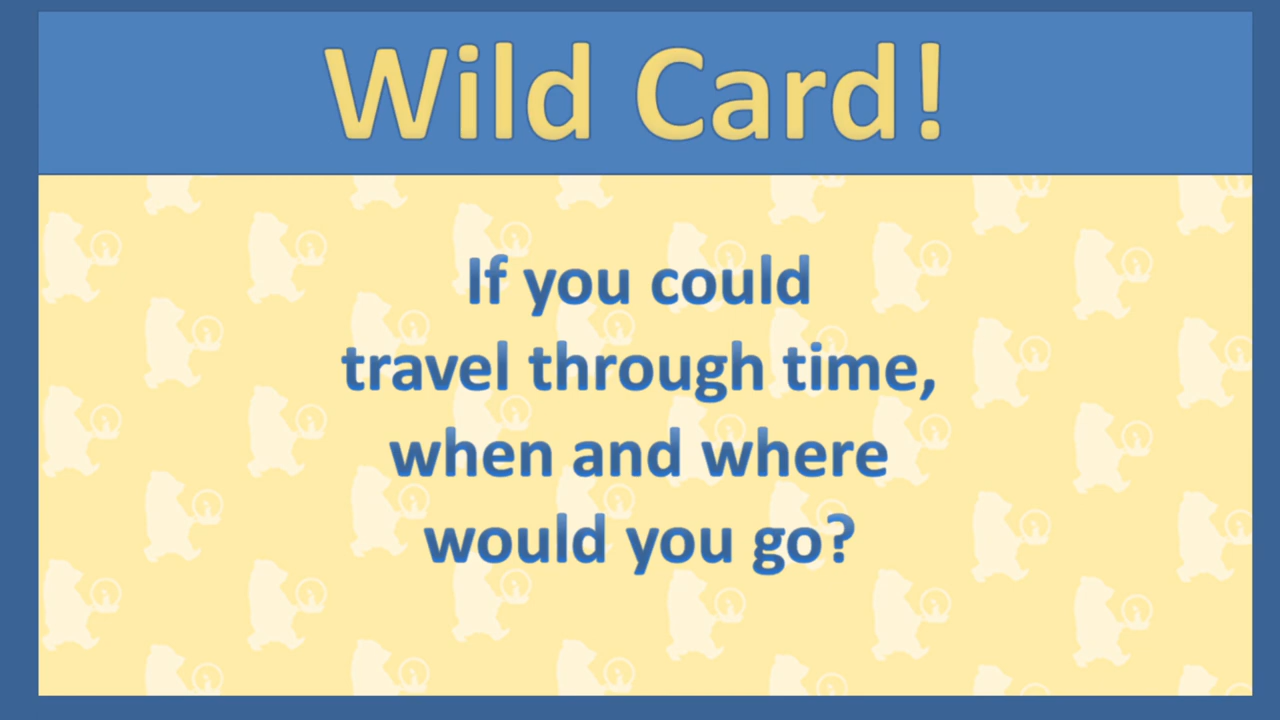 Wild Card!
If you could
travel through time,
when and where
would you go?